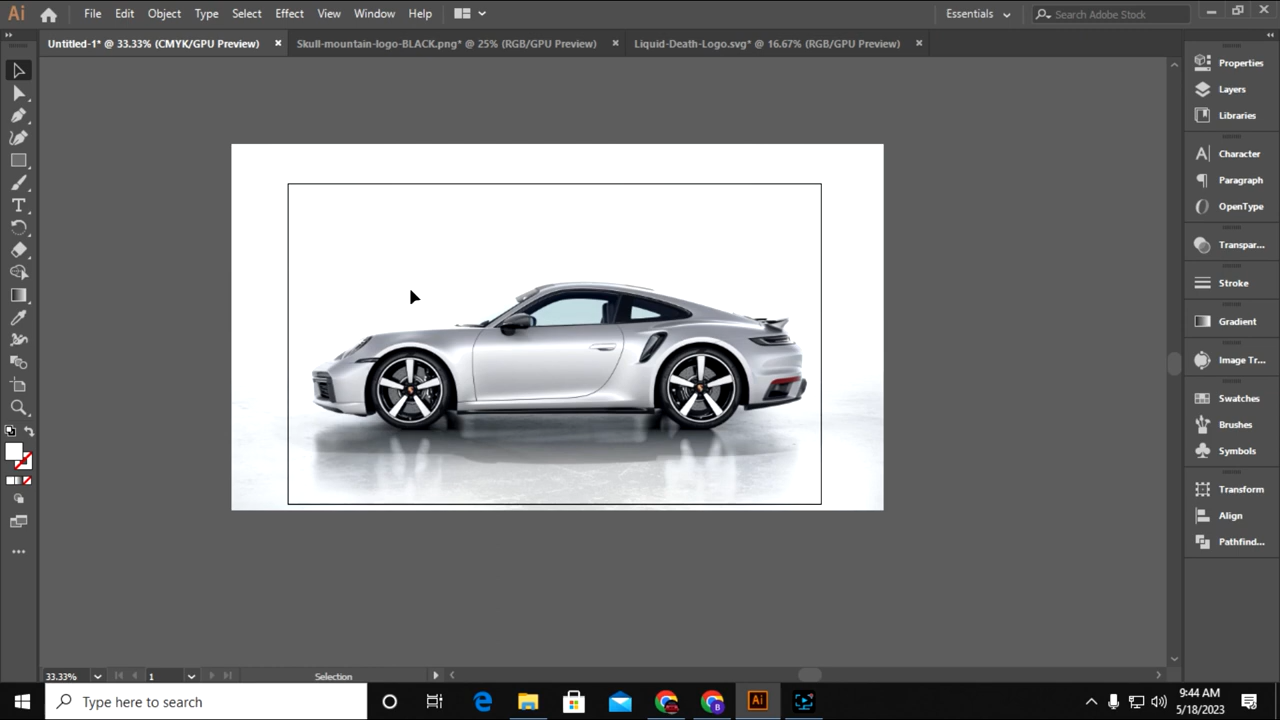 Ai File Edit Object Type Select Effect View Window Help Essentials Search Adobe Stock
Untitled-1* @ 33.33% (CMYK/GPU Preview) Skull-mountain-logo-BLACK.png* @ 25% (RGB/GPU Preview) Liquid-Death-Logo.svg* @ 16.67% (RGB/GPU Preview)
Properties
Layers
Libraries
Character
Paragraph
OpenType
Transpar...
Stroke
Gradient
Image Tr...
Swatches
Brushes
Symbols
Transform
Align
Pathfind...
33.33% 1 Selection
Type here to search
9:44 AM
5/18/2023